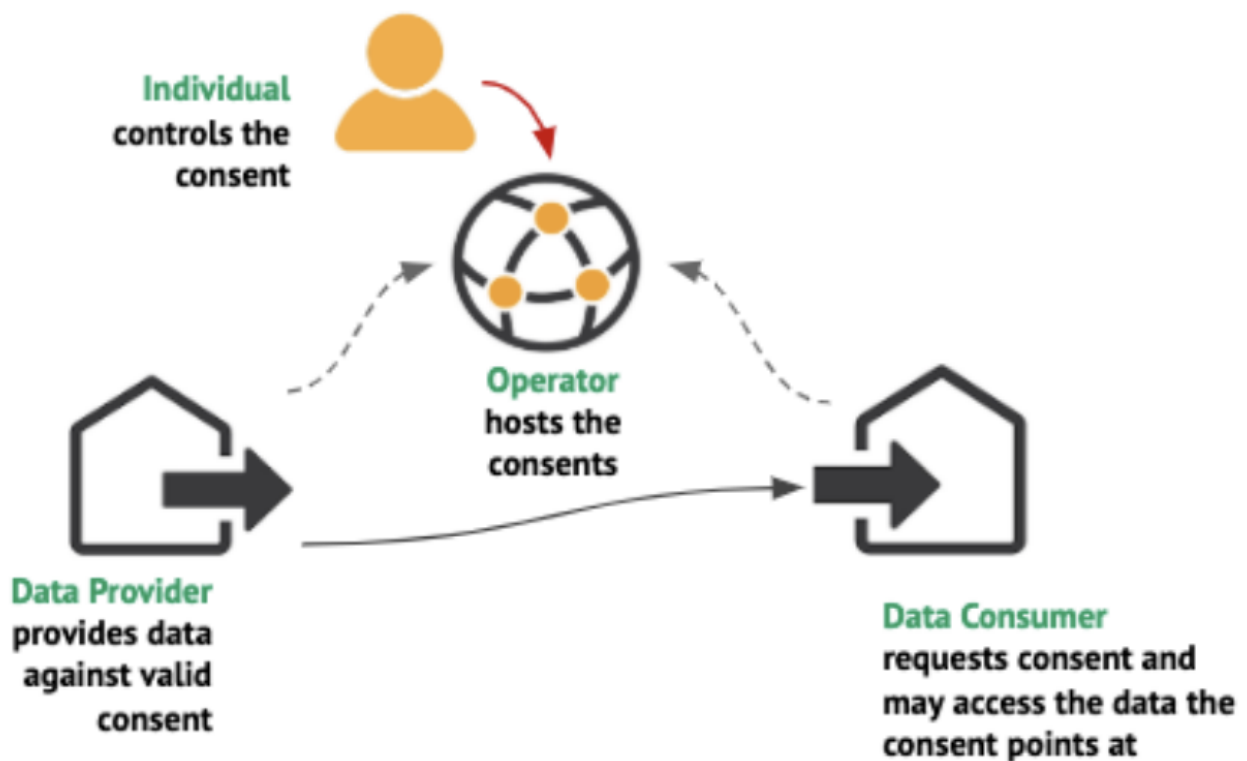 Individual
controls the
consent
Operator
hosts the
consents
Data Provider
provides data
against valid
consent
Data Consumer
requests consent and
may access the data the
consent points at